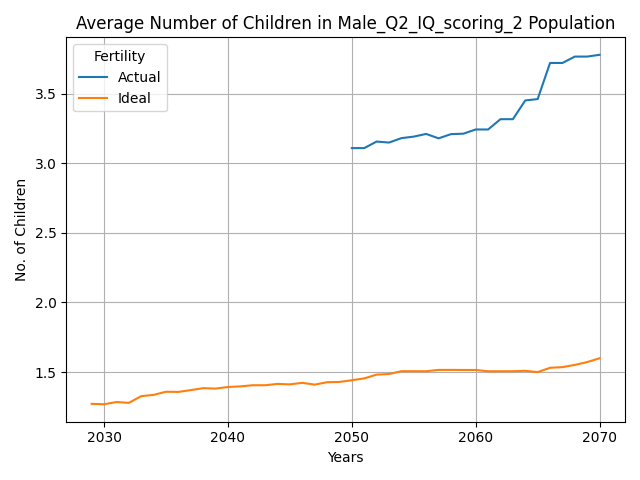 Average Number of Children in Male_Q2_IQ_scoring_2 Population
Fertility
Actual
Ideal
No. of Children
3.5
3.0
2.5
2.0
1.5
2030 2040 2050 2060 2070
Years